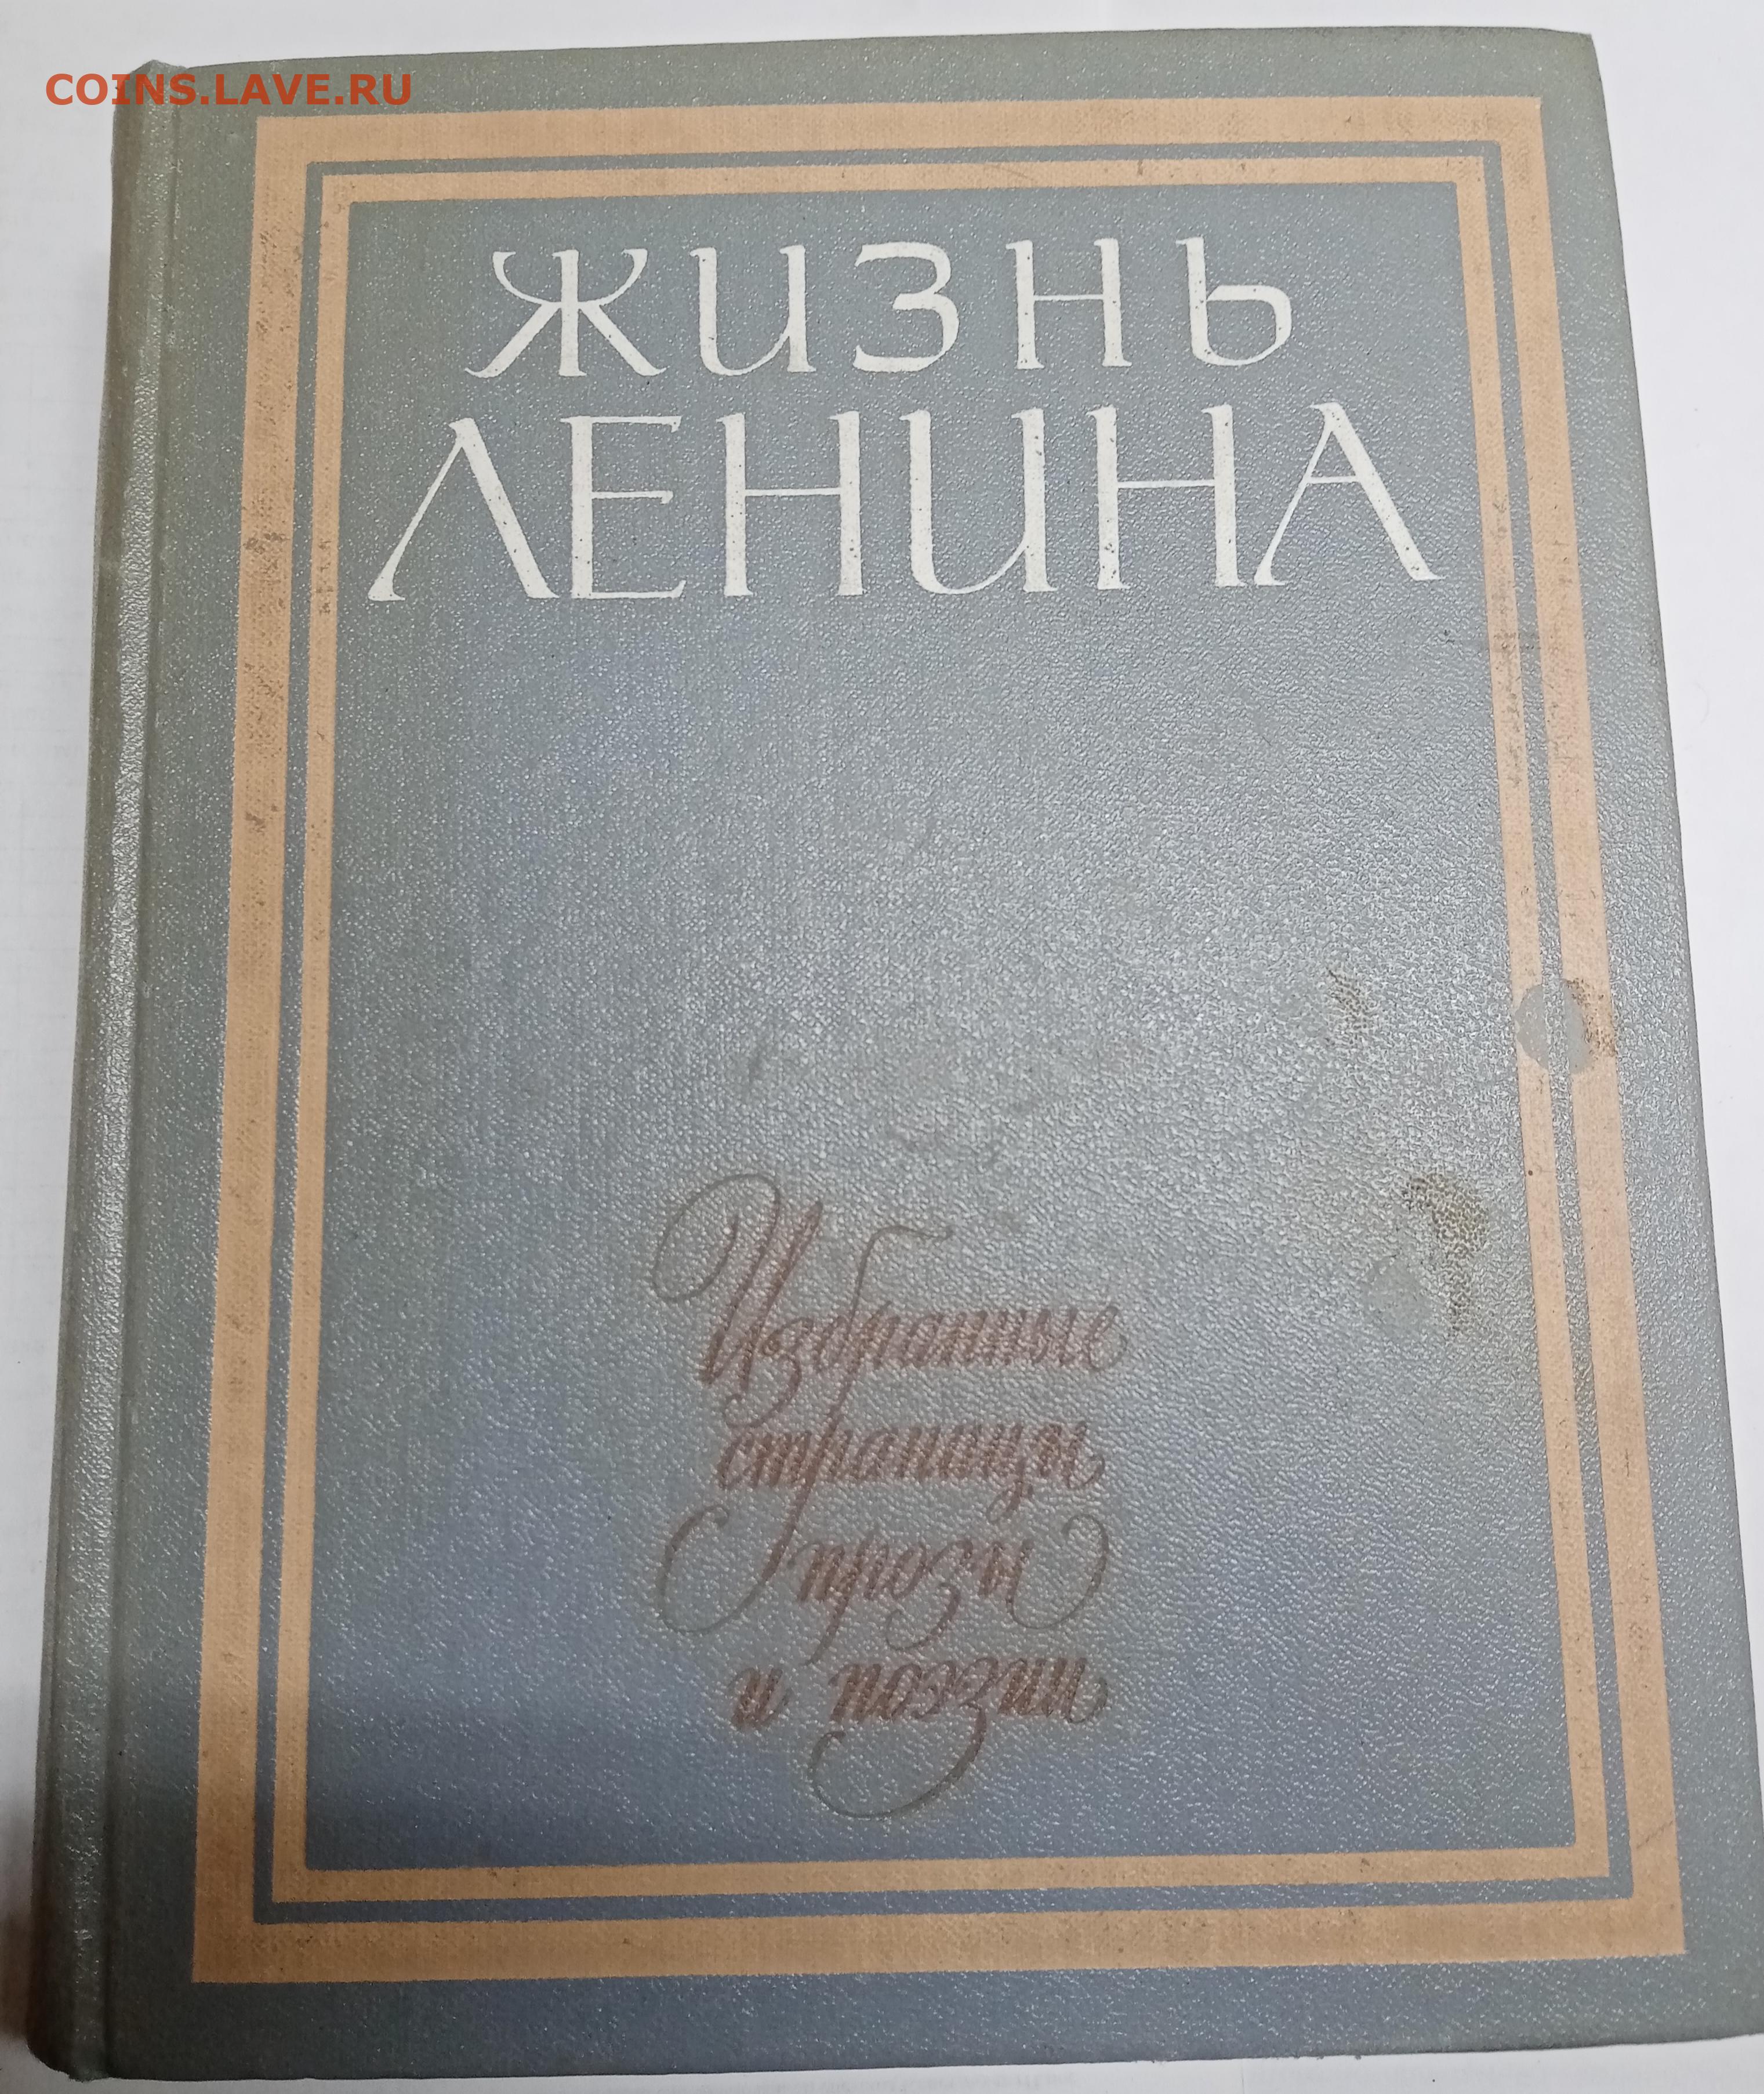 COINS.LAVE.RU
ЖИЗНЬ
ЛЕНИНА
Избранные
страницы
прозы
и поэзии